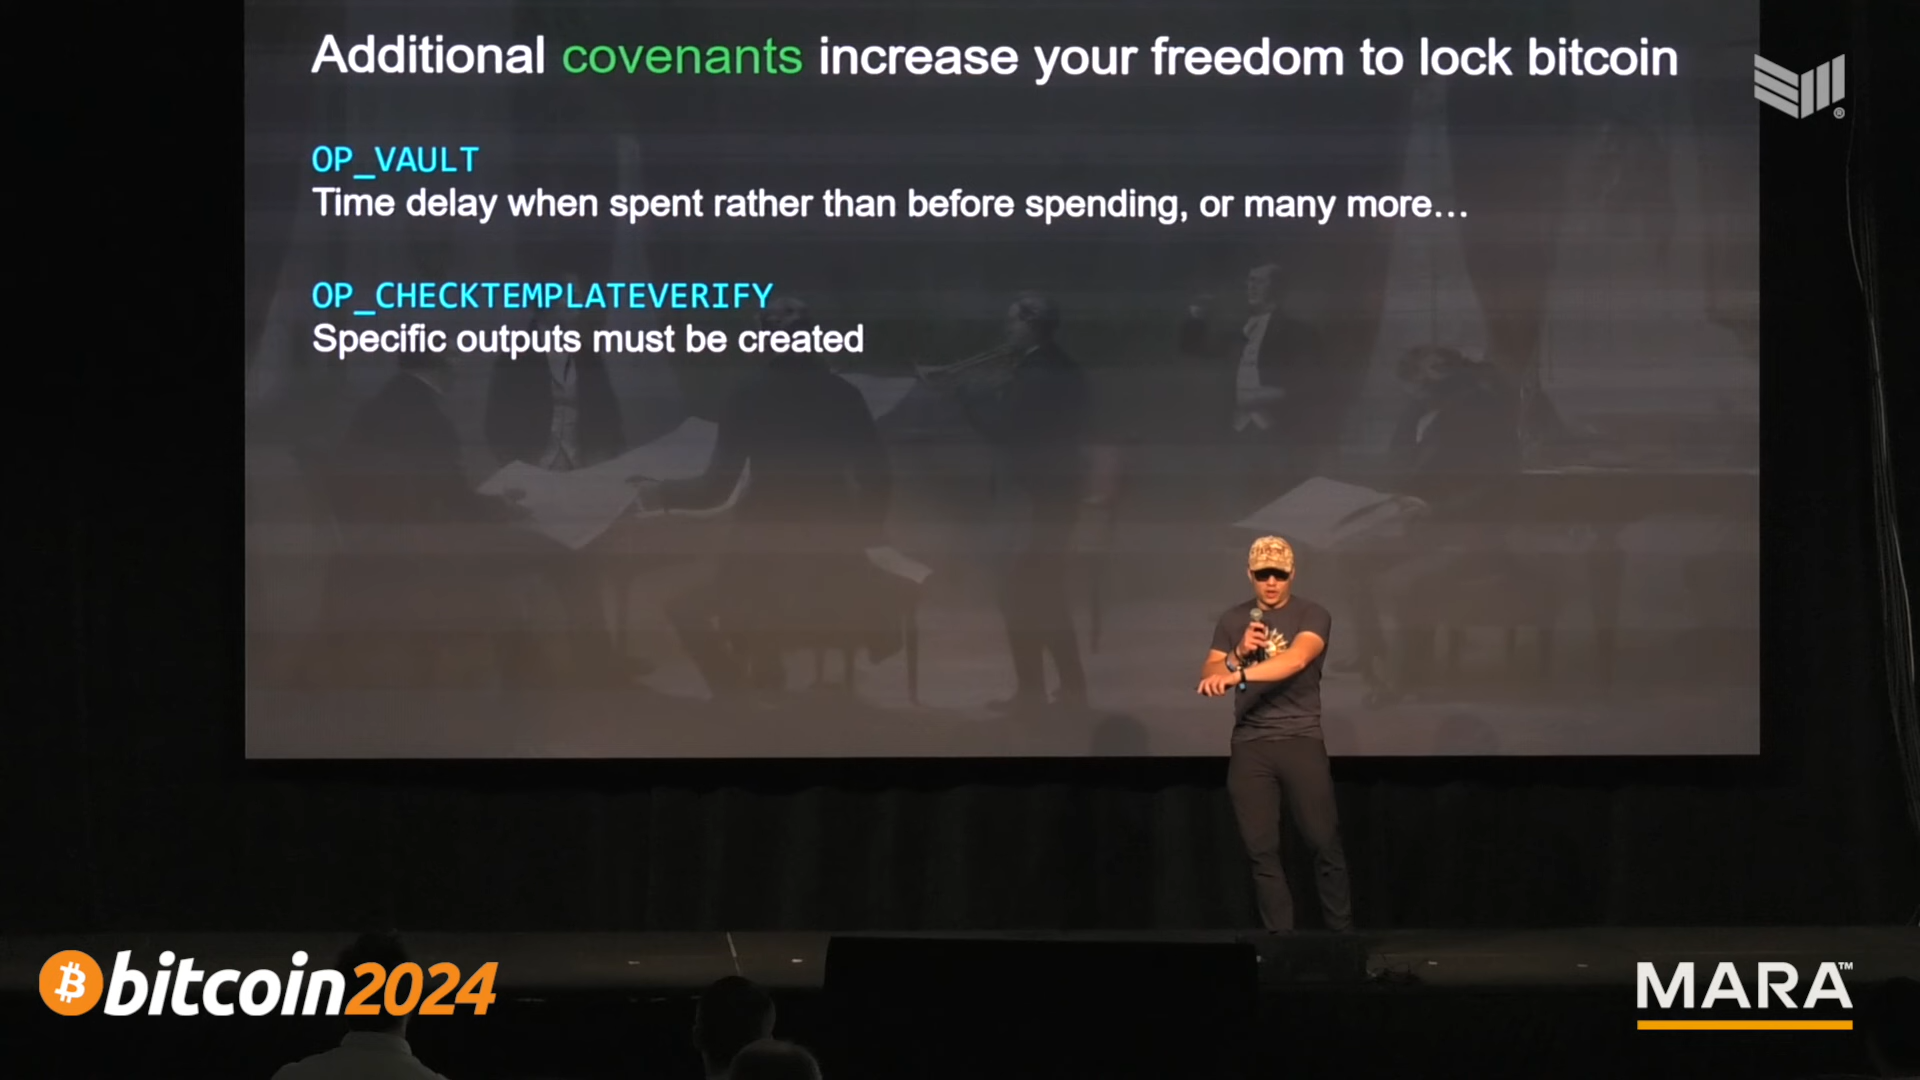 Additional covenants increase your freedom to lock bitcoin
OP_VAULT
Time delay when spent rather than before spending, or many more…
OP_CHECKTEMPLATEVERIFY
Specific outputs must be created
bitcoin2024
MARA™